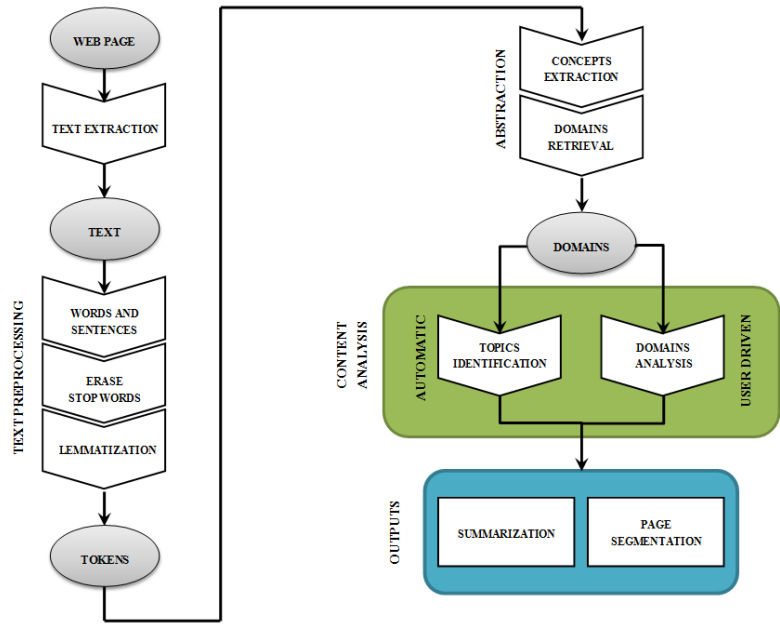 WEB PAGE
TEXT EXTRACTION
TEXT
TEXT PREPROCESSING
WORDS AND
SENTENCES
ERASE
STOP WORDS
LEMMATIZATION
TOKENS
ABSTRACTION
CONCEPTS
EXTRACTION
DOMAINS
RETRIEVAL
DOMAINS
CONTENT
ANALYSIS
AUTOMATIC
TOPICS
IDENTIFICATION
DOMAINS
ANALYSIS
USER DRIVEN
OUTPUTS
SUMMARIZATION
PAGE
SEGMENTATION